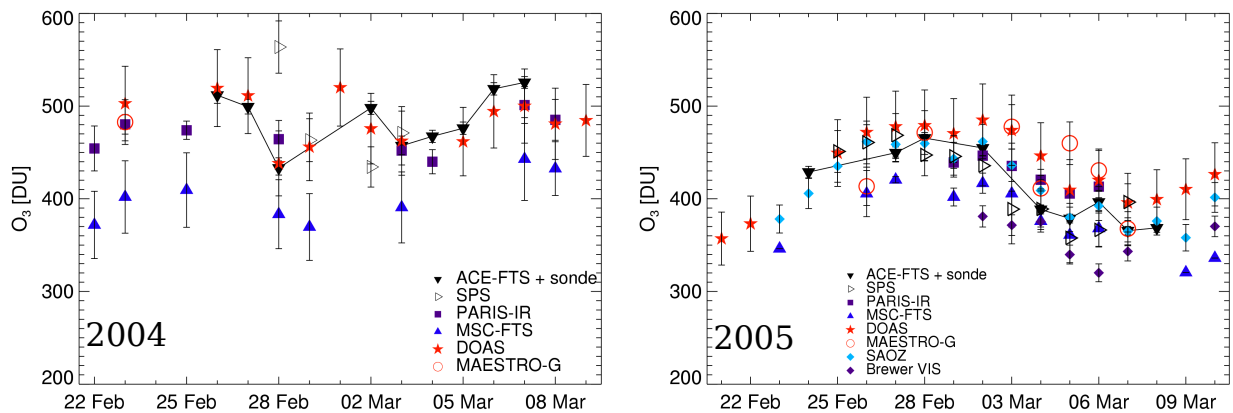 600
500
400
300
200
O3 [DU]
2004
ACE-FTS + sonde
SPS
PARIS-IR
MSC-FTS
DOAS
MAESTRO-G
22 Feb 25 Feb 28 Feb 02 Mar 05 Mar 08 Mar
600
500
400
300
200
O3 [DU]
2005
ACE-FTS + sonde
SPS
PARIS-IR
MSC-FTS
DOAS
MAESTRO-G
SAOZ
Brewer VIS
22 Feb 25 Feb 28 Feb 03 Mar 06 Mar 09 Mar